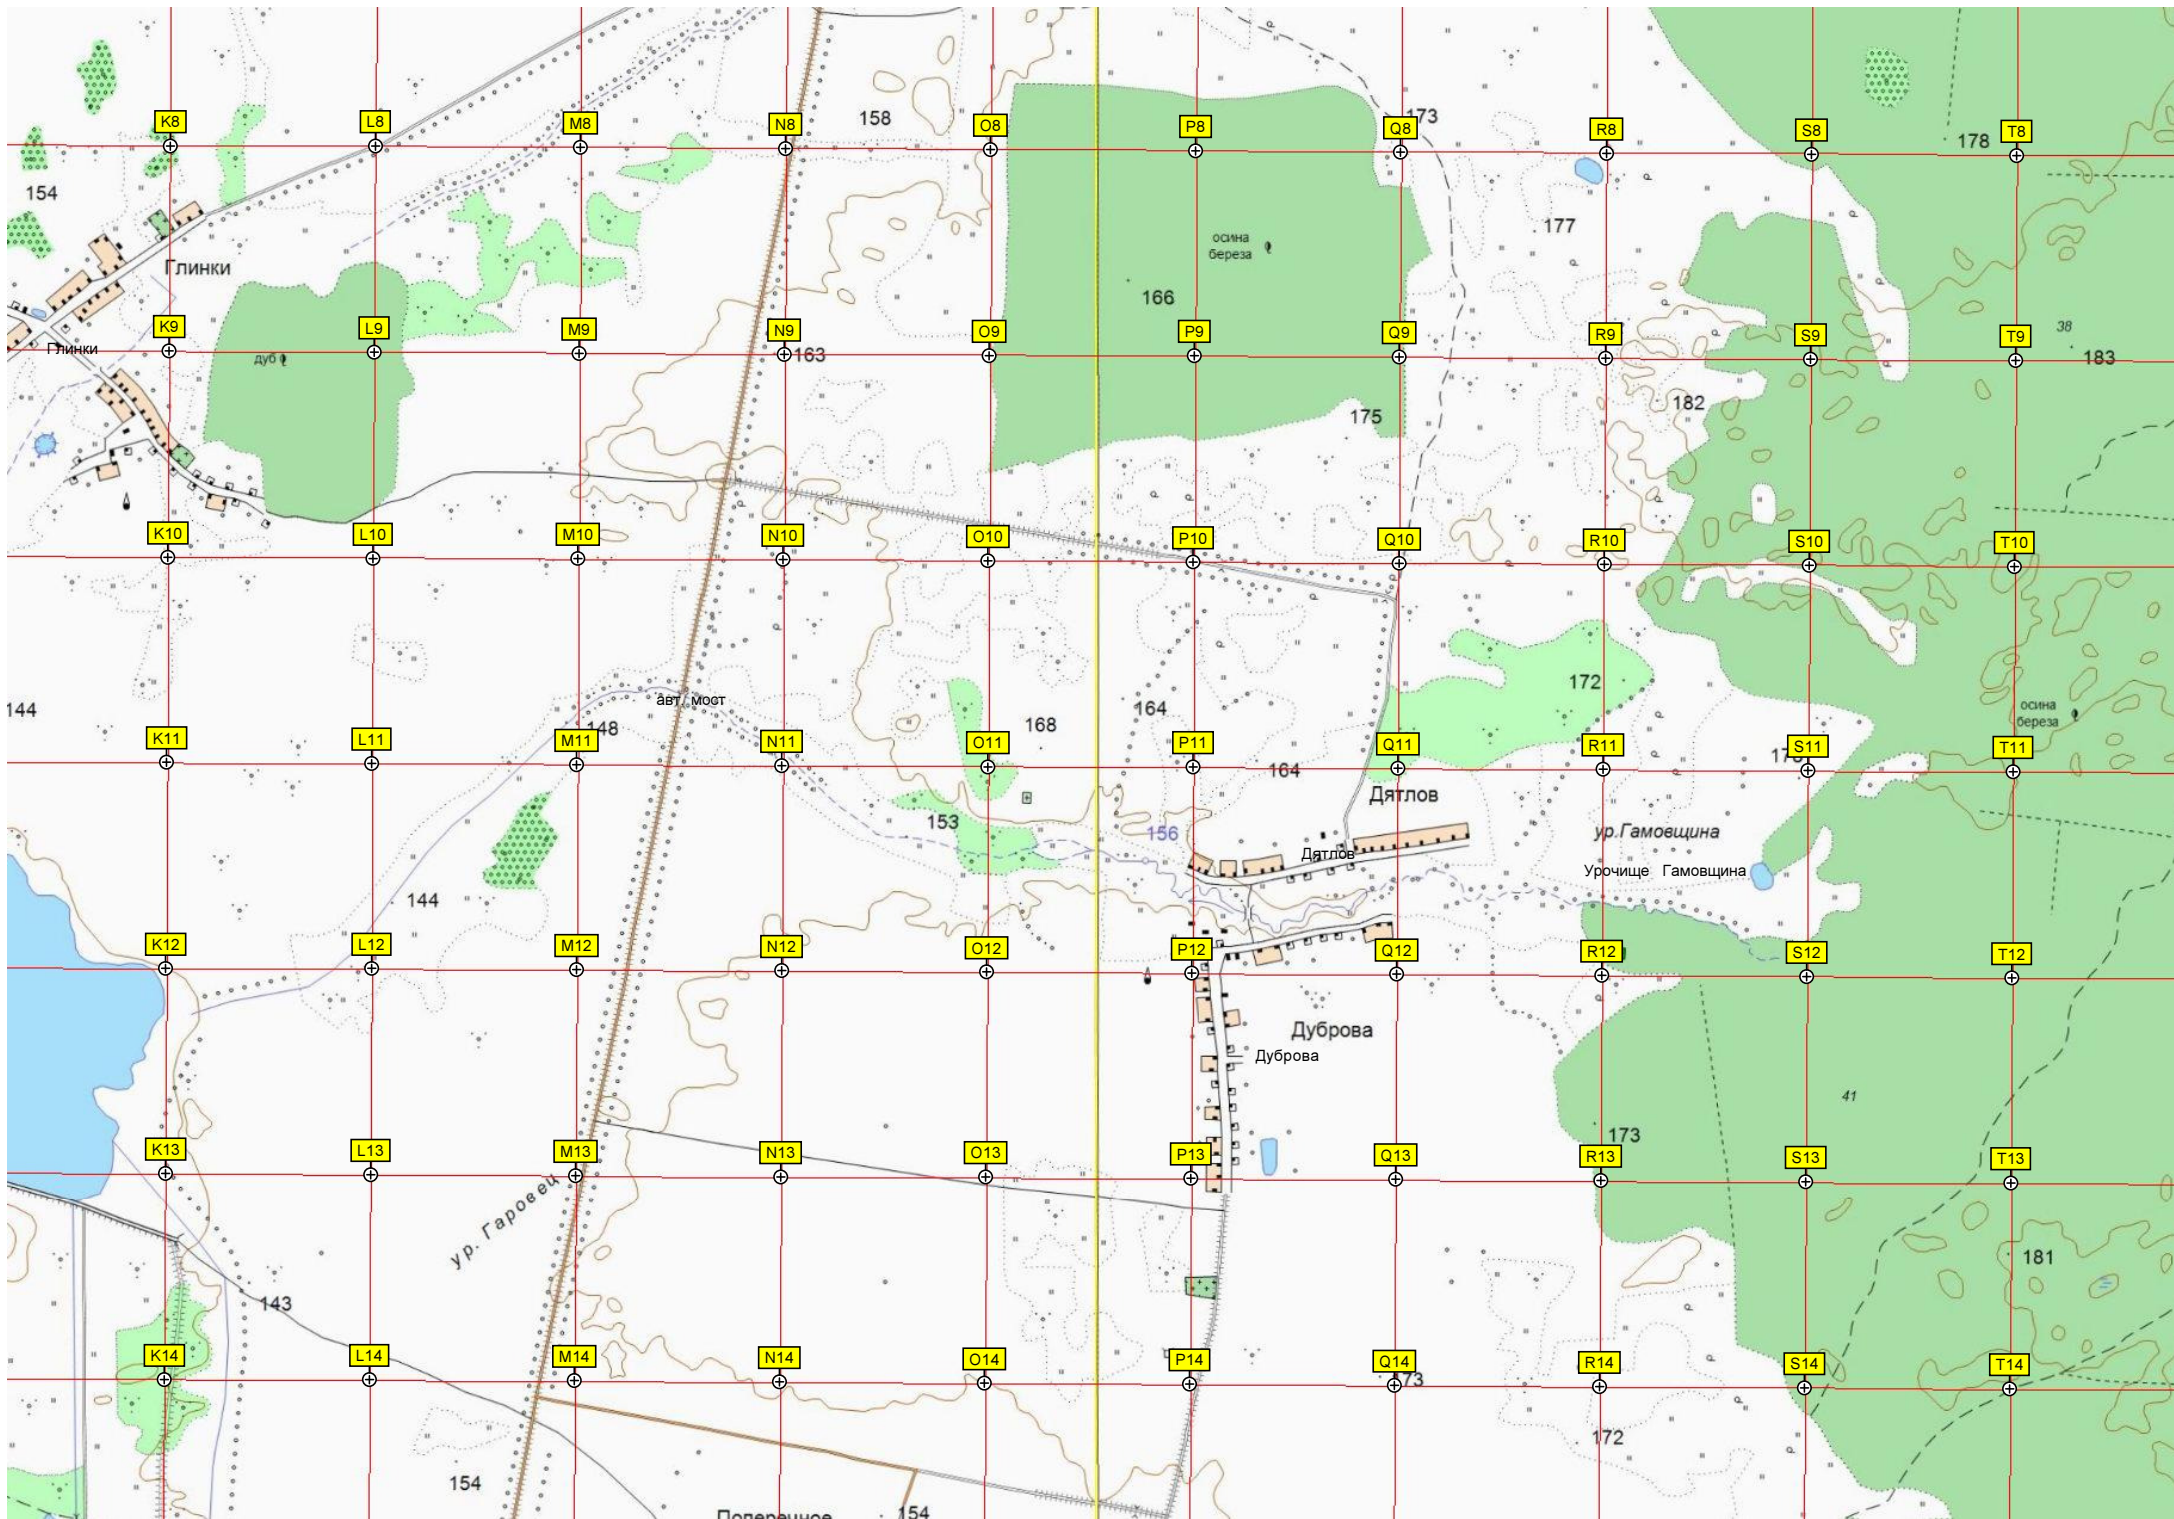 173
K8 L8 M8 N8 158 O8 P8 Q8 R8 S8 178 T8
154
177
осина
береза
Глинки
166
38
K9 L9 M9 N9 O9 P9 Q9 R9 S9 T9
Глинки
дуб
163
183
175
182
K10 L10 M10 N10 O10 P10 Q10 R10 S10 T10
172
авт. мост
осина
береза
144
164
168
148
K11 L11 M11 N11 O11 P11 Q11 R11 S11 T11
164
Дятлов
153
156
ур.Гамовщина
Дятлов
Урочище Гамовщина
144
K12 L12 M12 N12 O12 P12 Q12 R12 S12 T12
Дуброва
Дуброва
41
173
K13 L13 M13 N13 O13 P13 Q13 R13 S13 T13
ур. Гаровец
181
143
K14 L14 M14 N14 O14 P14 Q14 R14 S14 T14
172
154
Поперечное
154